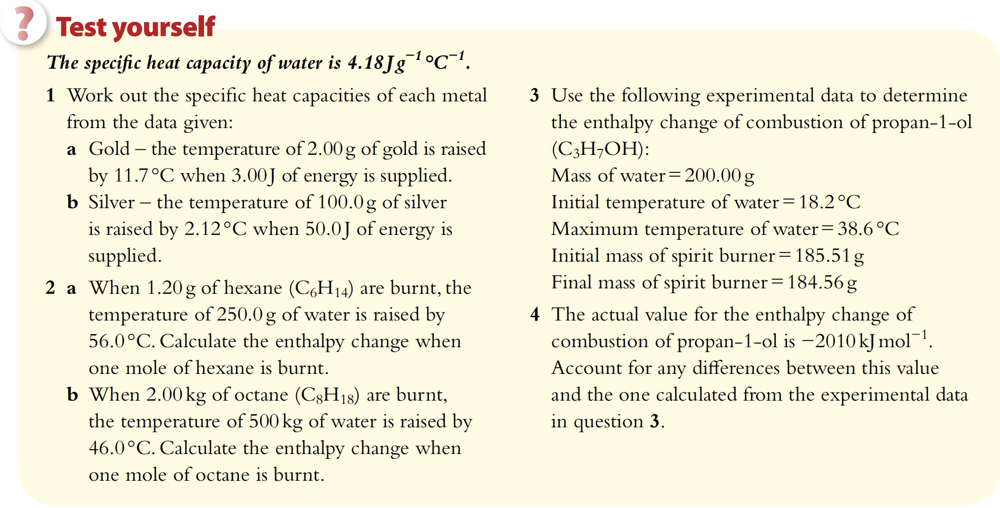 ?
Test yourself
The specific heat capacity of water is 4.18 J g⁻¹ °C⁻¹.
1 Work out the specific heat capacities of each metal
from the data given:
a Gold – the temperature of 2.00 g of gold is raised
by 11.7 °C when 3.00 J of energy is supplied.
b Silver – the temperature of 100.0 g of silver
is raised by 2.12 °C when 50.0 J of energy is
supplied.
2 a When 1.20 g of hexane (C₆H₁₄) are burnt, the
temperature of 250.0 g of water is raised by
56.0 °C. Calculate the enthalpy change when
one mole of hexane is burnt.
b When 2.00 kg of octane (C₈H₁₈) are burnt,
the temperature of 500 kg of water is raised by
46.0 °C. Calculate the enthalpy change when
one mole of octane is burnt.
3 Use the following experimental data to determine
the enthalpy change of combustion of propan-1-ol
(C₃H₇OH):
Mass of water = 200.00 g
Initial temperature of water = 18.2 °C
Maximum temperature of water = 38.6 °C
Initial mass of spirit burner = 185.51 g
Final mass of spirit burner = 184.56 g
4 The actual value for the enthalpy change of
combustion of propan-1-ol is −2010 kJ mol⁻¹.
Account for any differences between this value
and the one calculated from the experimental data
in question 3.